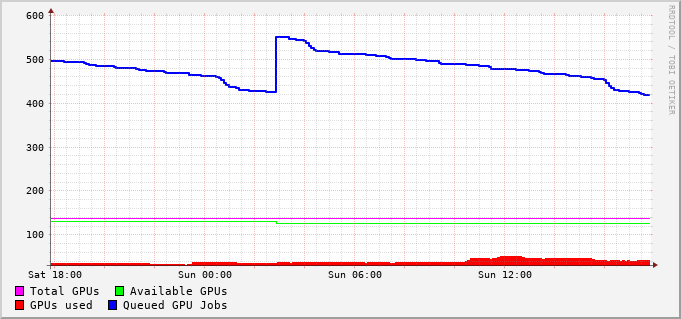 600
500
400
300
200
100
Sat 18:00 Sun 00:00 Sun 06:00 Sun 12:00
Total GPUs Available GPUs
GPUs used Queued GPU Jobs
RRDTOOL / TOBI OETIKER